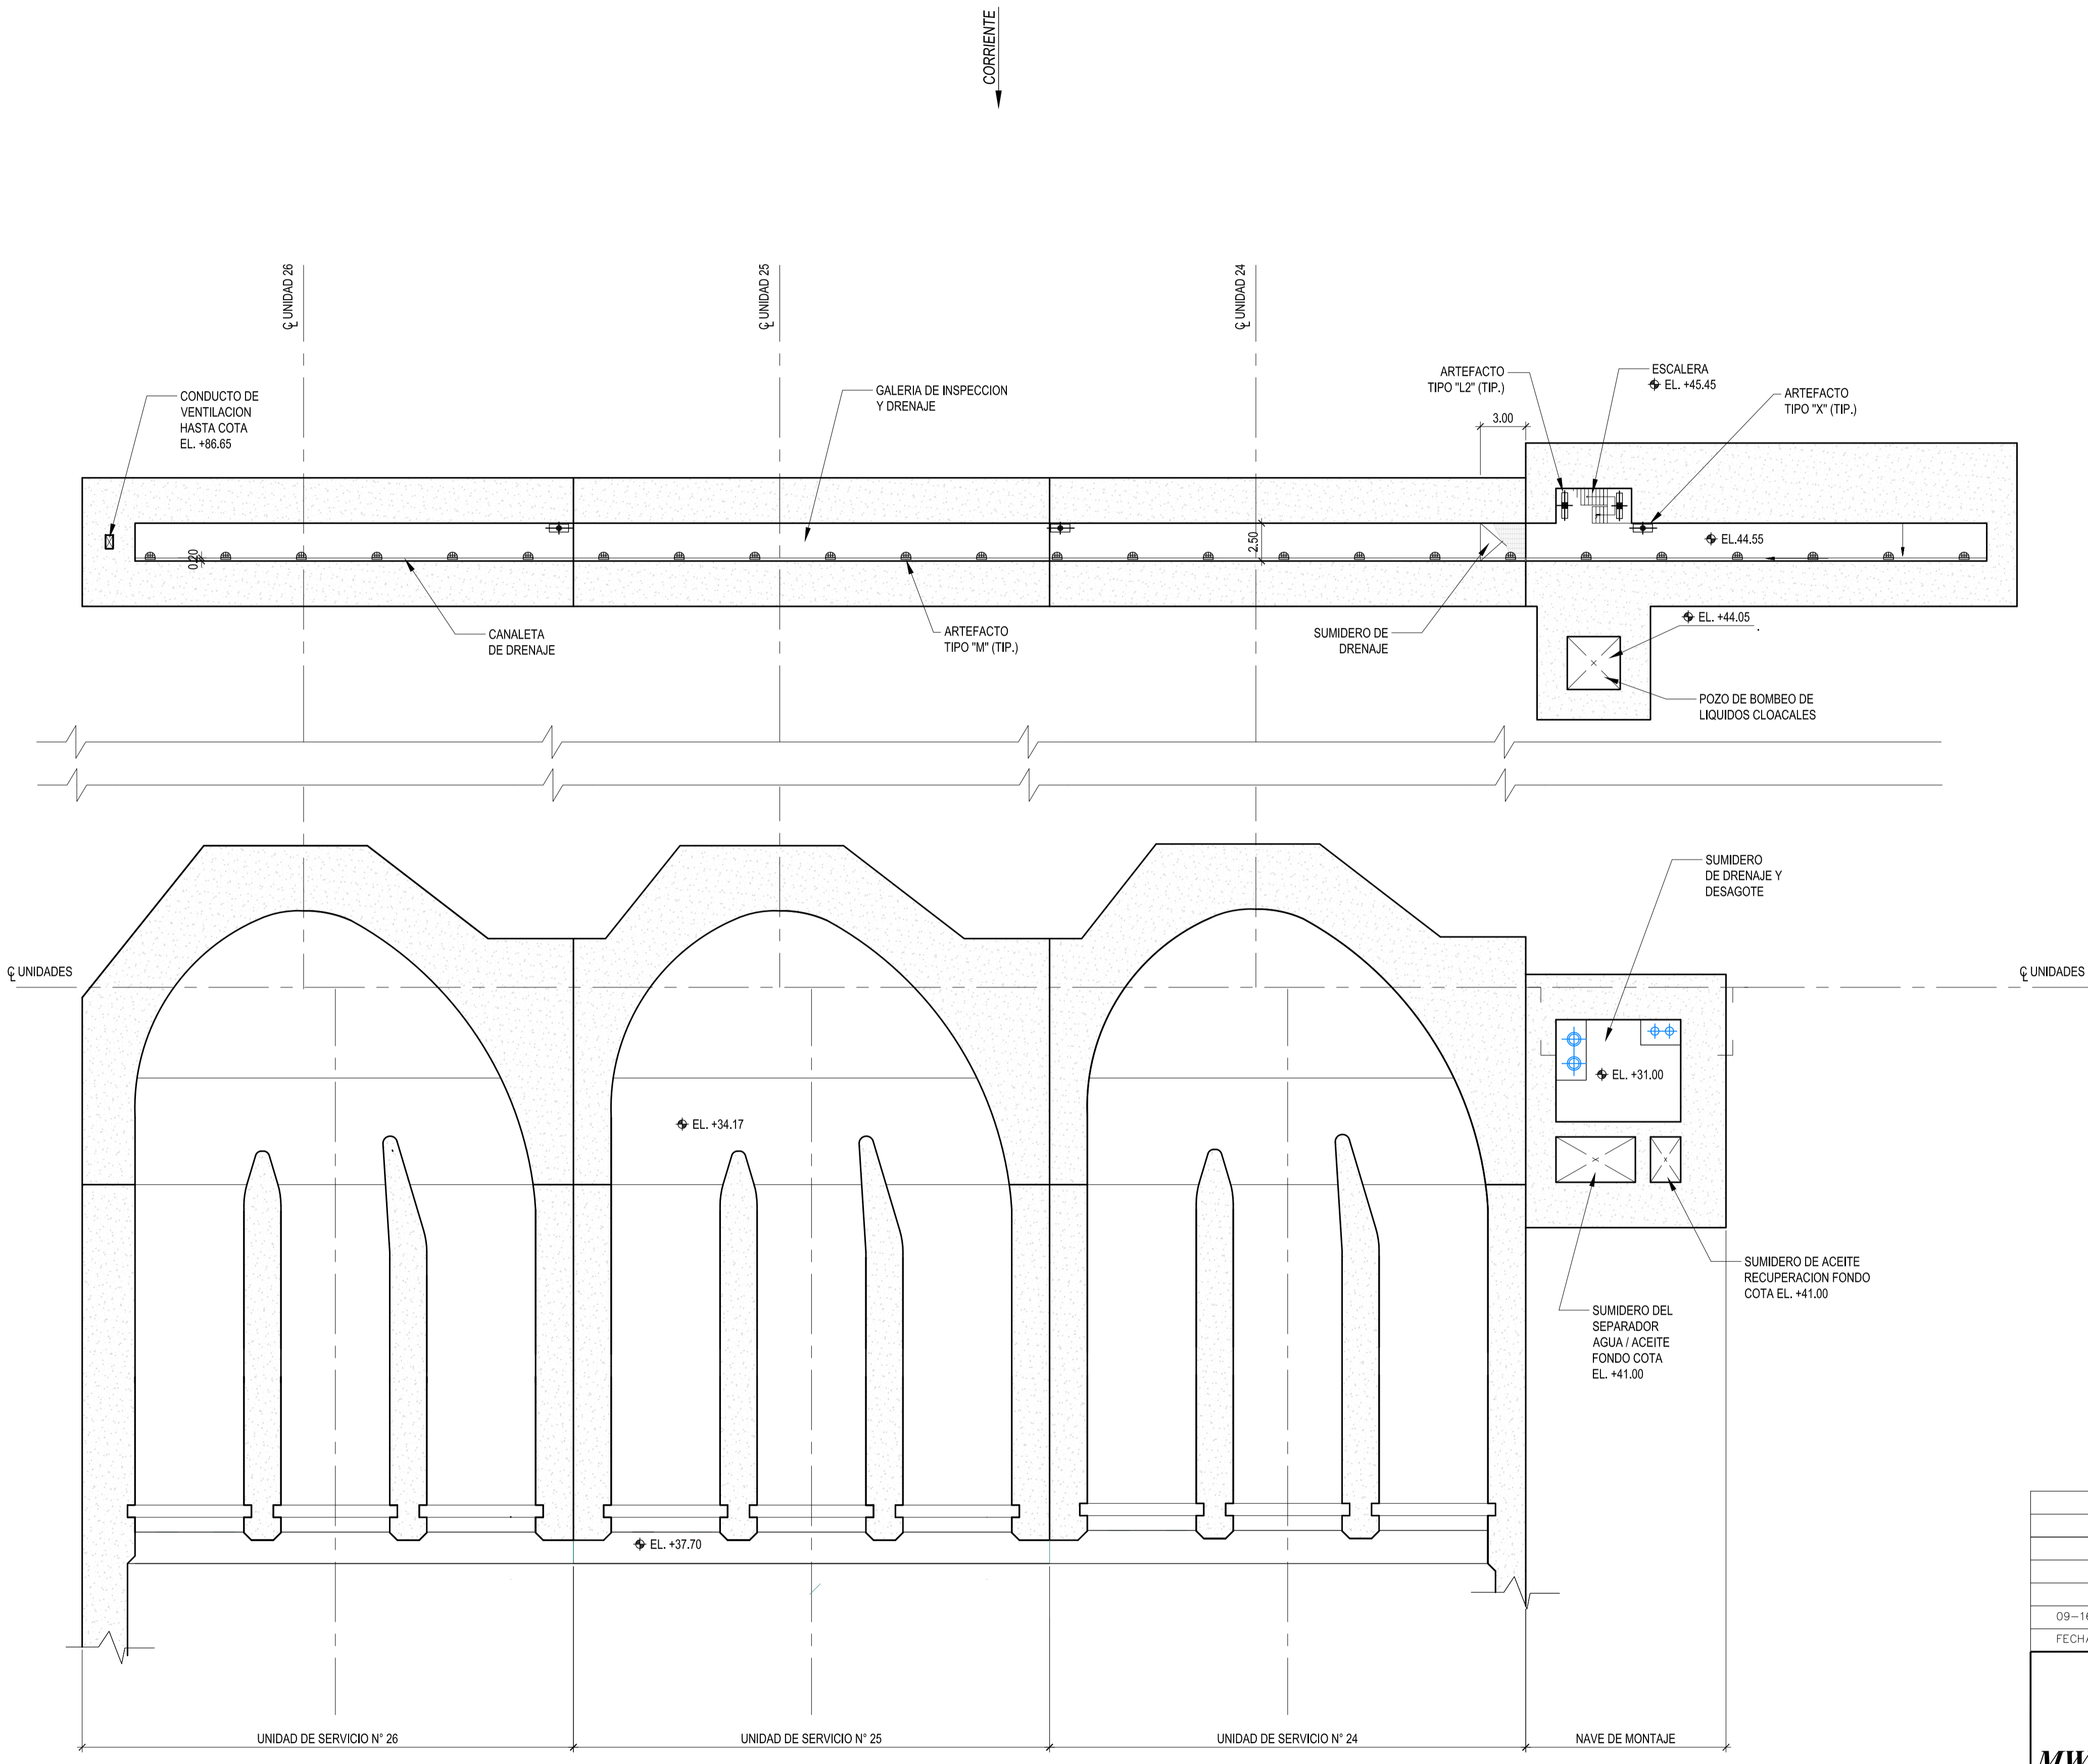 CORRIENTE
℄ UNIDAD 26
℄ UNIDAD 25
℄ UNIDAD 24
CONDUCTO DE
VENTILACION
HASTA COTA
EL. +86.65
GALERIA DE INSPECCION
Y DRENAJE
ARTEFACTO
TIPO "L2" (TIP.)
ESCALERA
EL. +45.45
ARTEFACTO
TIPO "X" (TIP.)
3.00
2.50
0.20
EL.44.55
CANALETA
DE DRENAJE
ARTEFACTO
TIPO "M" (TIP.)
SUMIDERO DE
DRENAJE
EL. +44.05
POZO DE BOMBEO DE
LIQUIDOS CLOACALES
SUMIDERO
DE DRENAJE Y
DESAGOTE
℄ UNIDADES
℄ UNIDADES
EL. +31.00
EL. +34.17
SUMIDERO DE ACEITE
RECUPERACION FONDO
COTA EL. +41.00
SUMIDERO DEL
SEPARADOR
AGUA / ACEITE
FONDO COTA
EL. +41.00
EL. +37.70
UNIDAD DE SERVICIO N° 26
UNIDAD DE SERVICIO N° 25
UNIDAD DE SERVICIO N° 24
NAVE DE MONTAJE
09-16
FECHA
MW